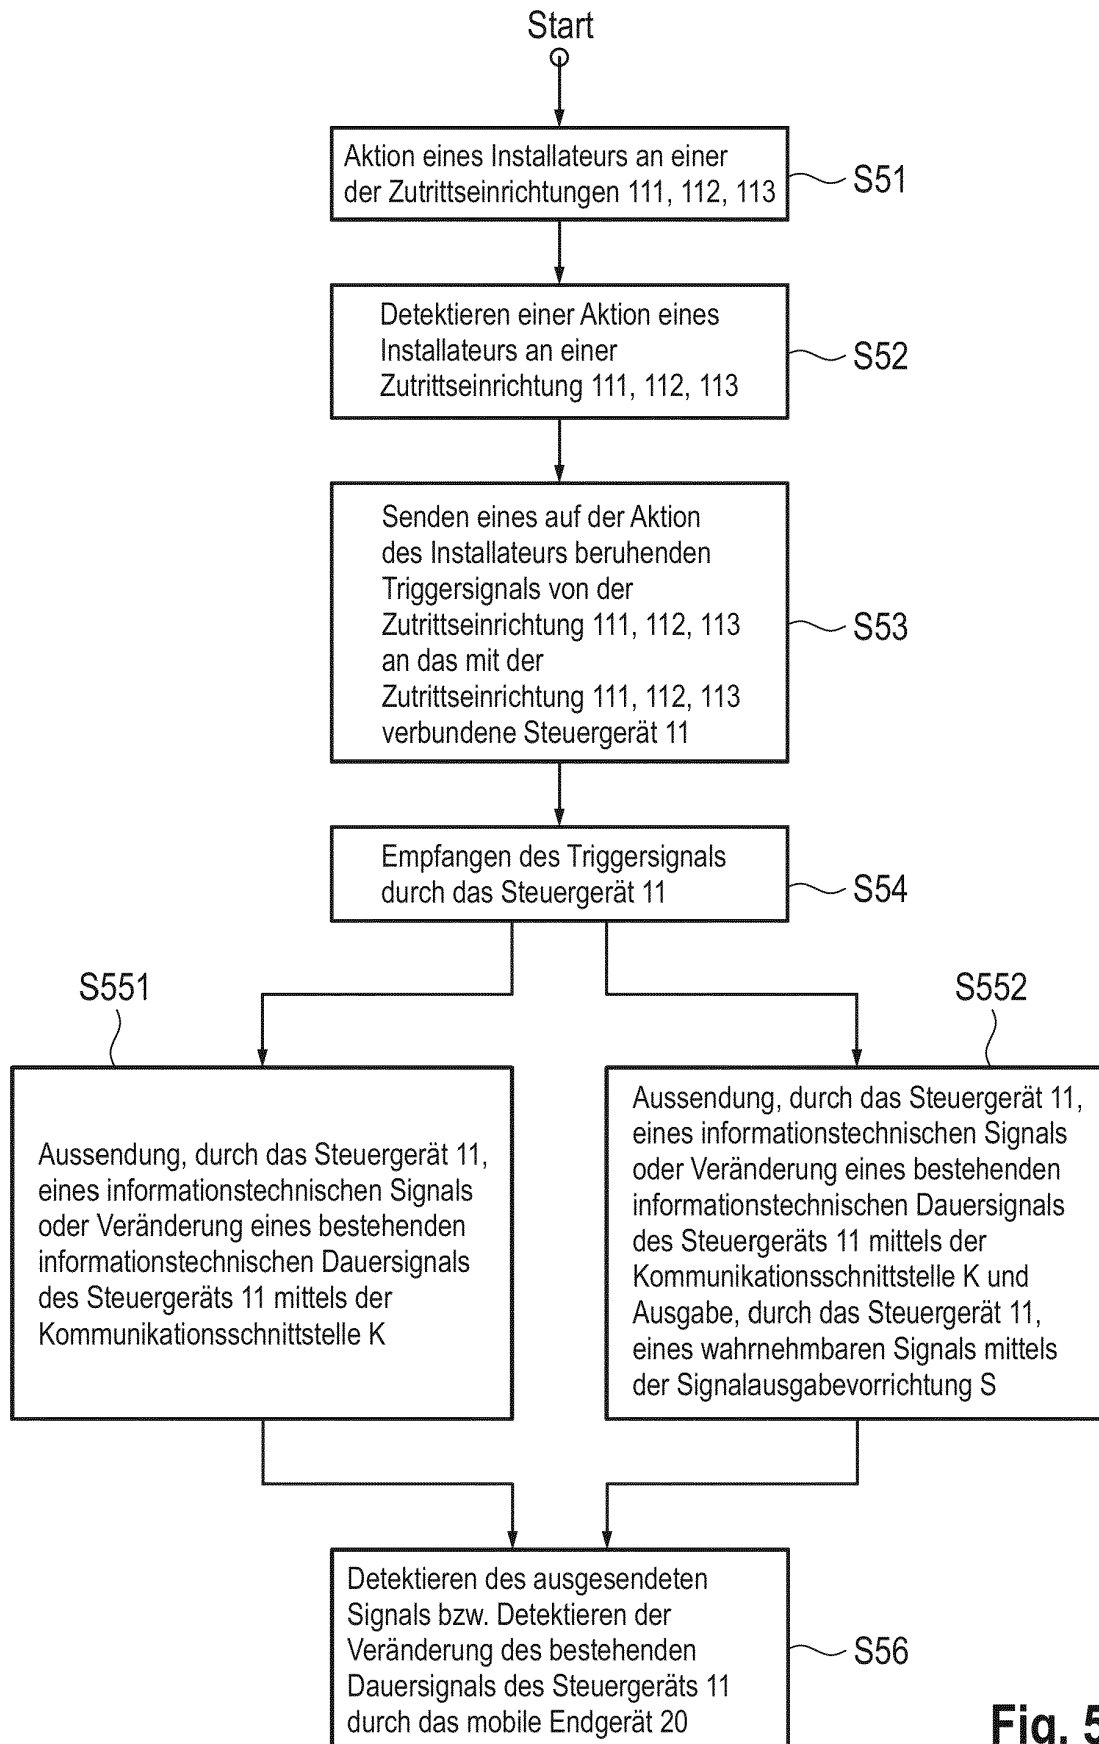 Start
Aktion eines Installateurs an einer
der Zutrittseinrichtungen 111, 112, 113
S51
Detektieren einer Aktion eines
Installateurs an einer
Zutrittseinrichtung 111, 112, 113
S52
Senden eines auf der Aktion
des Installateurs beruhenden
Triggersignals von der
Zutrittseinrichtung 111, 112, 113
an das mit der
Zutrittseinrichtung 111, 112, 113
verbundene Steuergerät 11
S53
Empfangen des Triggersignals
durch das Steuergerät 11
S54
S551
Aussendung, durch das Steuergerät 11,
eines informationstechnischen Signals
oder Veränderung eines bestehenden
informationstechnischen Dauersignals
des Steuergeräts 11 mittels der
Kommunikationsschnittstelle K
S552
Aussendung, durch das Steuergerät 11,
eines informationstechnischen Signals
oder Veränderung eines bestehenden
informationstechnischen Dauersignals
des Steuergeräts 11 mittels der
Kommunikationsschnittstelle K und
Ausgabe, durch das Steuergerät 11,
eines wahrnehmbaren Signals mittels
der Signalausgabevorrichtung S
Detektieren des ausgesendeten
Signals bzw. Detektieren der
Veränderung des bestehenden
Dauersignals des Steuergeräts 11
durch das mobile Endgerät 20
S56
Fig. 5